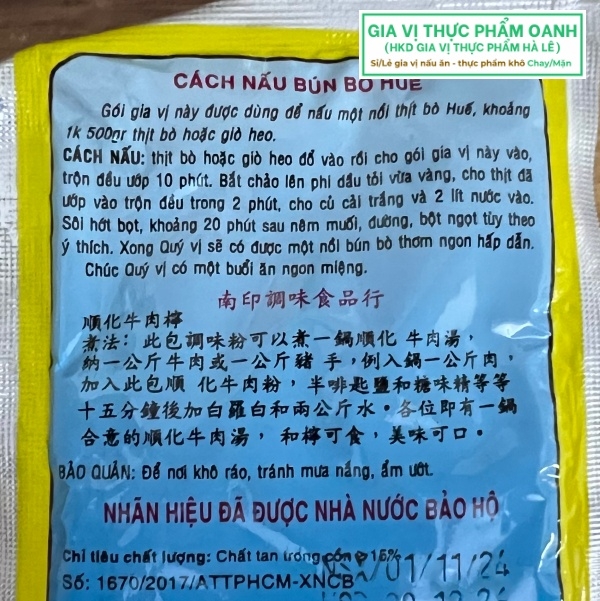 GIA VỊ THỰC PHẨM OANH
(HKD GIA VỊ THỰC PHẨM HÀ LÊ)
Sỉ/Lẻ gia vị nấu ăn - thực phẩm khô Chay/Mặn
CÁCH NẤU BÚN BÒ HUẾ
Gói gia vị này được dùng để nấu một nồi thịt bò Huế, khoảng
1k 500gr thịt bò hoặc giò heo.
CÁCH NẤU: thịt bò hoặc giò heo đổ vào rồi cho gói gia vị này vào,
trộn đều ướp 10 phút. Bắt chảo lên phi dầu tỏi vừa vàng, cho thịt đã
ướp vào trộn đều trong 2 phút, cho củ cải trắng và 2 lít nước vào.
Sôi hớt bọt, khoảng 20 phút sau nêm muối, đường, bột ngọt tùy theo
ý thích. Xong Quý vị sẽ có được một nồi bún bò thơm ngon hấp dẫn.
Chúc Quý vị có một buổi ăn ngon miệng.
南印調味食品行
順化牛肉檸
煮法: 此包調味粉可以煮一鍋順化 牛肉湯,
納一公斤牛肉或一公斤豬 手,例入鍋一公斤肉,
加入此包順 化牛肉粉, 半啡匙鹽和糖味精等等
十五分鐘後加白羅白和兩公斤水。各位即有一鍋
合意的順化牛肉湯, 和檸可食, 美味可口。
BẢO QUẢN: Để nơi khô ráo, tránh mưa nắng, ẩm ướt.
NHÃN HIỆU ĐÃ ĐƯỢC NHÀ NƯỚC BẢO HỘ
Chỉ tiêu chất lượng: Chất tan trong cồn > 15%
01/11/24
Số: 1670/2017/ATTPHCM-XNCB